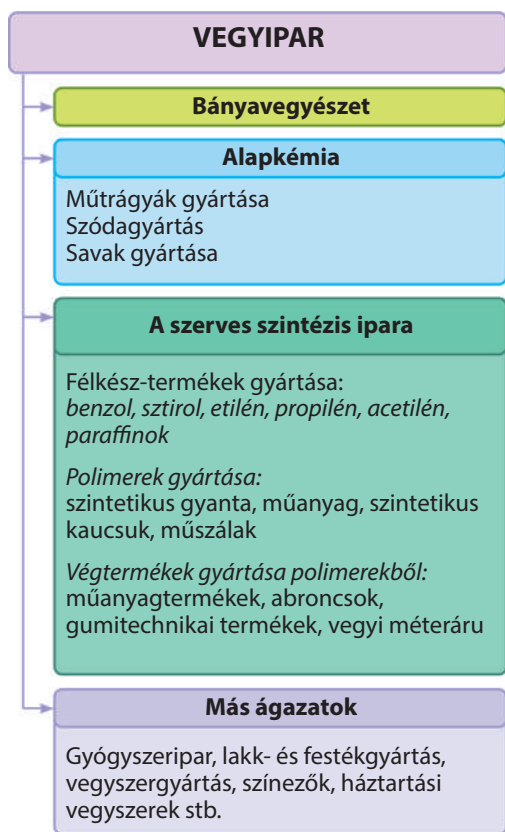 VEGYIPAR
Bányavegyészet
Alapkémia
Műtrágyák gyártása
Szódagyártás
Savak gyártása
A szerves szintézis ipara
Félkész-termékek gyártása:
benzol, sztirol, etilén, propilén, acetilén,
paraffinok
Polimerek gyártása:
szintetikus gyanta, műanyag, szintetikus
kaucsuk, műszálak
Végtermékek gyártása polimerekből:
műanyagtermékek, abroncsok,
gumitechnikai termékek, vegyi méteráru
Más ágazatok
Gyógyszeripar, lakk- és festékgyártás,
vegyszergyártás, színezők, háztartási
vegyszerek stb.